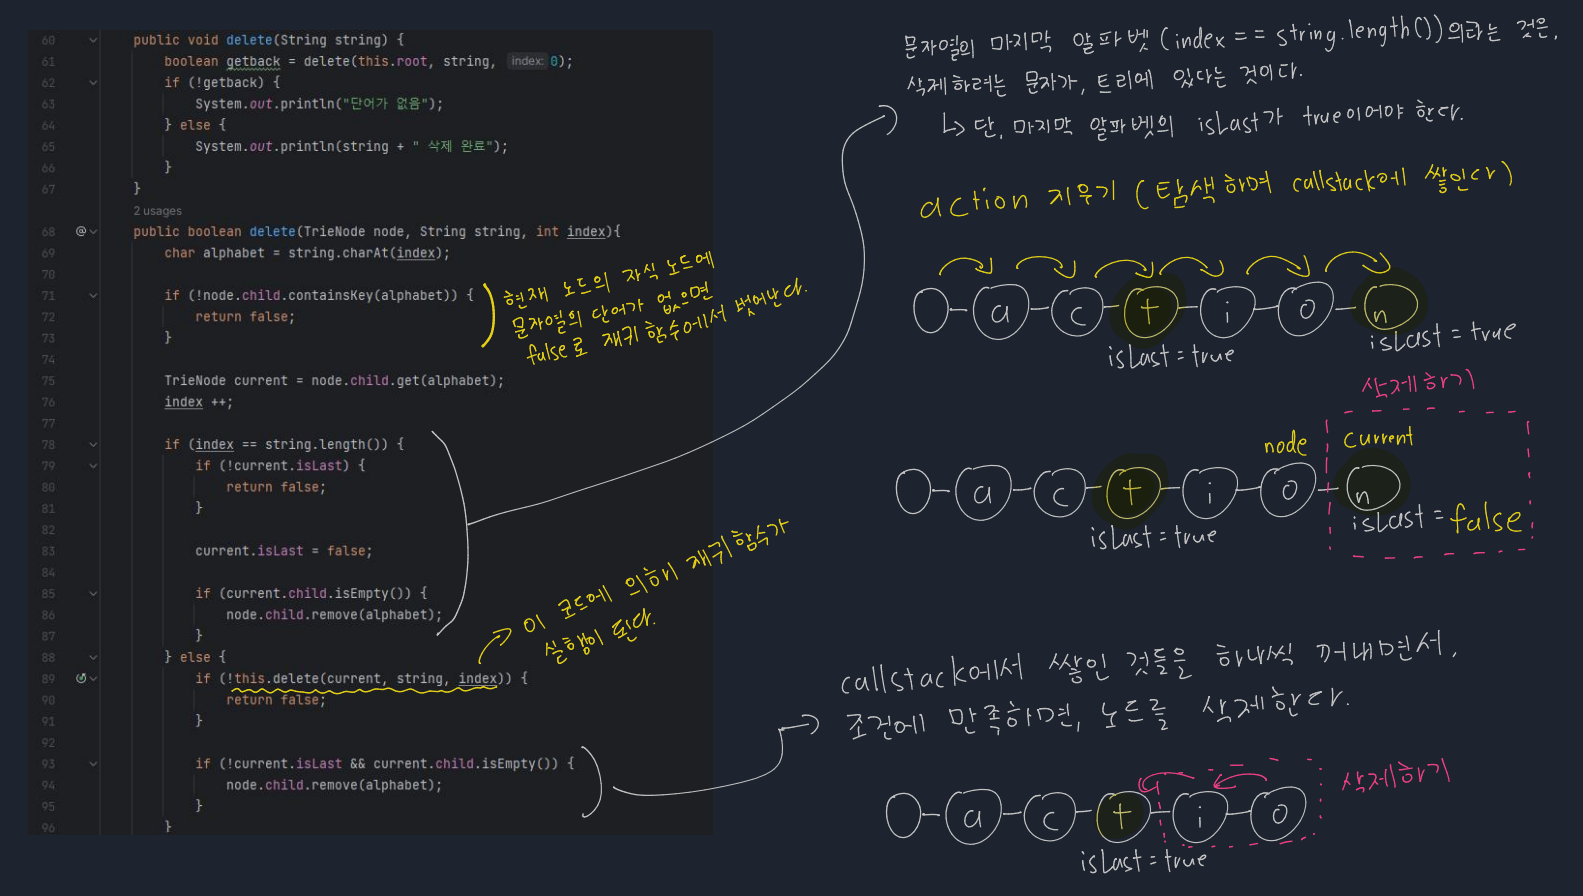 60 public void delete(String string) {
61 boolean getback = delete(this.root, string, index: 0);
62 if (!getback) {
63 System.out.println("단어가 없음");
64 } else {
65 System.out.println(string + " 삭제 완료");
66 }
67 }
2 usages
68 @ public boolean delete(TrieNode node, String string, int index){
69 char alphabet = string.charAt(index);
70
71 if (!node.child.containsKey(alphabet)) {
72 return false;
73 }
74
75 TrieNode current = node.child.get(alphabet);
76 index ++;
77
78 if (index == string.length()) {
79 if (!current.isLast) {
80 return false;
81 }
82
83 current.isLast = false;
84
85 if (current.child.isEmpty()) {
86 node.child.remove(alphabet);
87 }
88 } else {
89 if (!this.delete(current, string, index)) {
90 return false;
91 }
92
93 if (!current.isLast && current.child.isEmpty()) {
94 node.child.remove(alphabet);
95 }
96 }
현재 노드의 자식 노드에
문자열의 단어가 없으면
false로 재귀 함수에서 벗어난다.
이 코드에 의해 재귀함수가
실행이 된다.
문자열의 마지막 알파벳 (index == string.length())의라는 것은,
삭제하려는 문자가, 트리에 있다는 것이다.
↳ 단, 마지막 알파벳의 isLast가 true이어야 한다.
action 지우기 (탐색하며 callstack에 쌓인다)
a c t i o n
isLast = true
isLast = true
삭제하기
node current
a c t i o n
isLast = true
isLast = false
callstack에서 쌓인 것들을 하나씩 꺼내면서,
조건에 만족하면, 노드를 삭제한다.
삭제하기
a c t i o
isLast = true